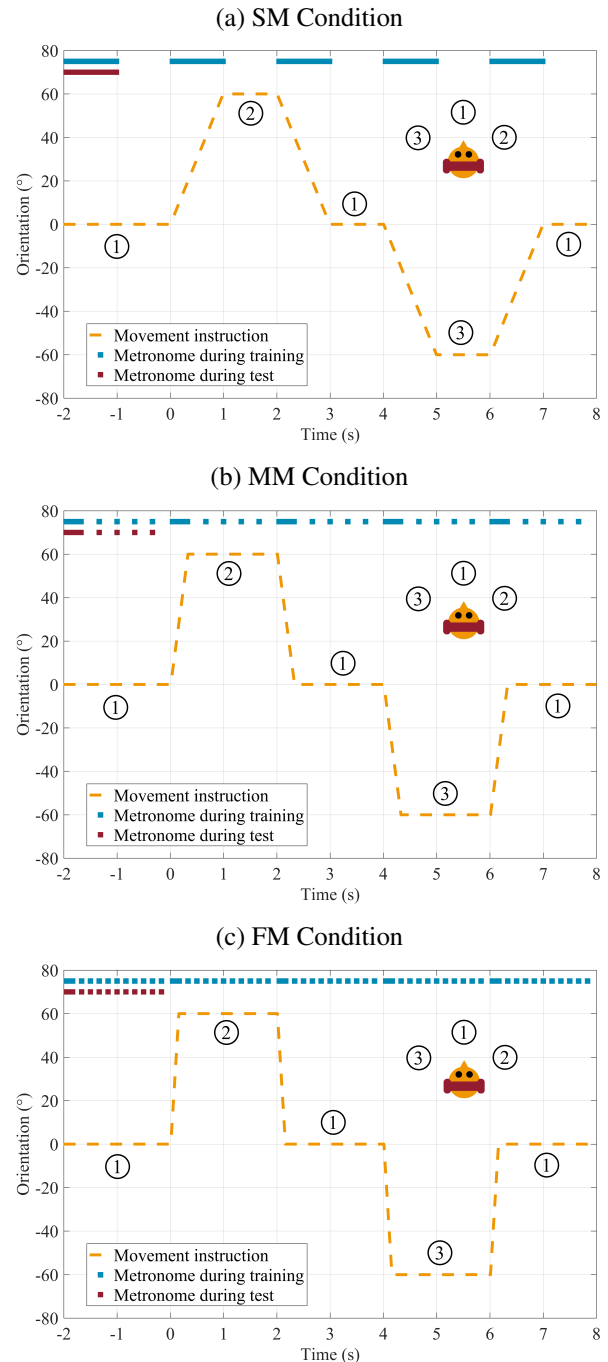 (a) SM Condition
80
60
40
20
0
-20
-40
-60
-80
Orientation (°)
1
2
1
3
1
1
3
2
Movement instruction
Metronome during training
Metronome during test
-2 -1 0 1 2 3 4 5 6 7 8
Time (s)
(b) MM Condition
80
60
40
20
0
-20
-40
-60
-80
Orientation (°)
1
2
1
3
1
1
3
2
Movement instruction
Metronome during training
Metronome during test
-2 -1 0 1 2 3 4 5 6 7 8
Time (s)
(c) FM Condition
80
60
40
20
0
-20
-40
-60
-80
Orientation (°)
1
2
1
3
1
1
3
2
Movement instruction
Metronome during training
Metronome during test
-2 -1 0 1 2 3 4 5 6 7 8
Time (s)